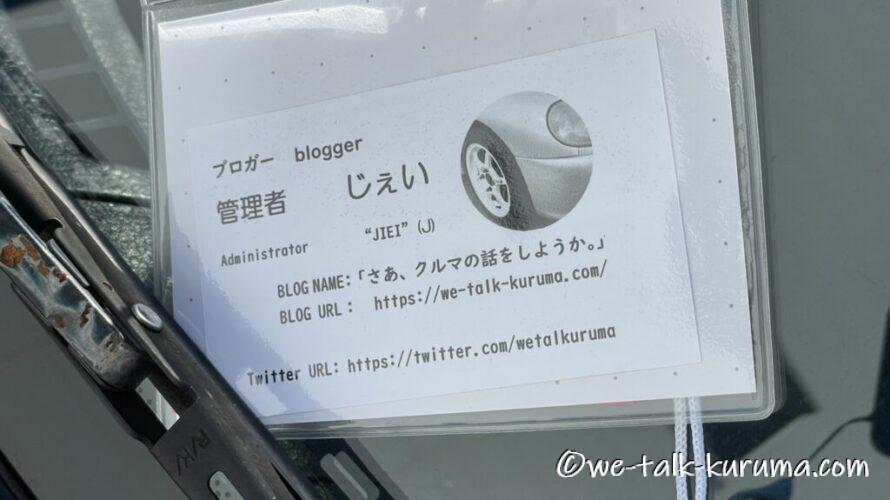 ブロガー blogger
管理者 じぇい
Administrator “JIEI” (J)
BLOG NAME:「さあ、クルマの話をしようか。」
BLOG URL: https://we-talk-kuruma.com/
Twitter URL: https://twitter.com/wetalkuruma
R/K/
©we-talk-kuruma.com